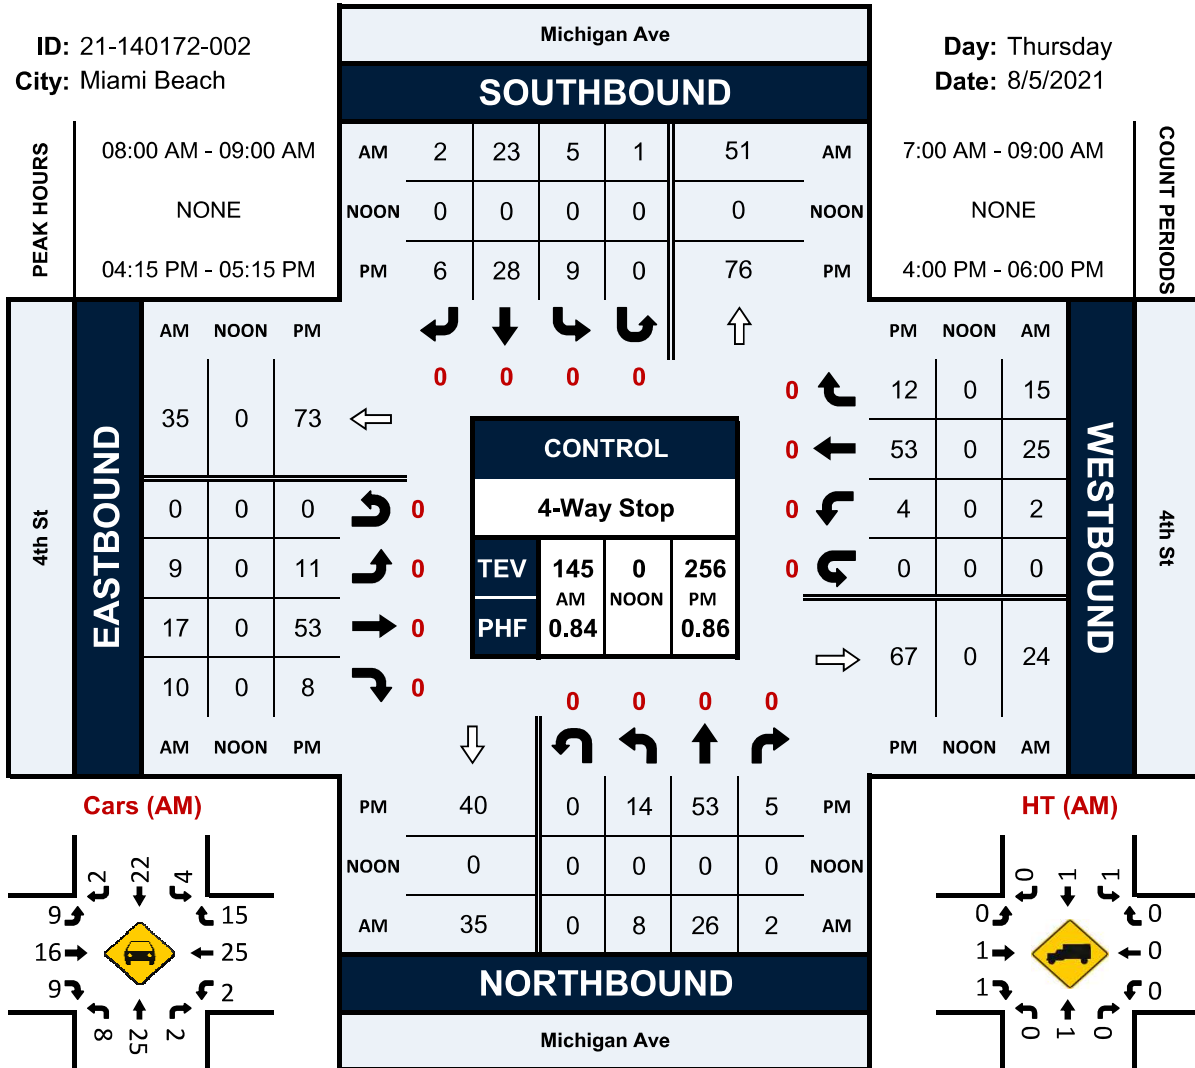 Michigan Ave
ID: 21-140172-002
City: Miami Beach
Day: Thursday
Date: 8/5/2021
SOUTHBOUND
PEAK HOURS
08:00 AM - 09:00 AM
NONE
04:15 PM - 05:15 PM
AM 2 23 5 1 51 AM
NOON 0 0 0 0 0 NOON
PM 6 28 9 0 76 PM
7:00 AM - 09:00 AM
NONE
4:00 PM - 06:00 PM
COUNT PERIODS
0 0 0 0
4th St
EASTBOUND
AM NOON PM
35 0 73
0 0 0 0
9 0 11 0
17 0 53 0
10 0 8 0
AM NOON PM
CONTROL
4-Way Stop
TEV 145 0 256
AM NOON PM
PHF 0.84 0.86
PM NOON AM
0 12 0 15
0 53 0 25
0 4 0 2
0 0 0 0
67 0 24
PM NOON AM
WESTBOUND
4th St
0 0 0 0
PM 40 0 14 53 5 PM
NOON 0 0 0 0 0 NOON
AM 35 0 8 26 2 AM
NORTHBOUND
Michigan Ave
Cars (AM)
2 22 4
9 15
16 25
9 2
8 25 2
HT (AM)
0 1 1
0 0
1 0
1 0
0 1 0